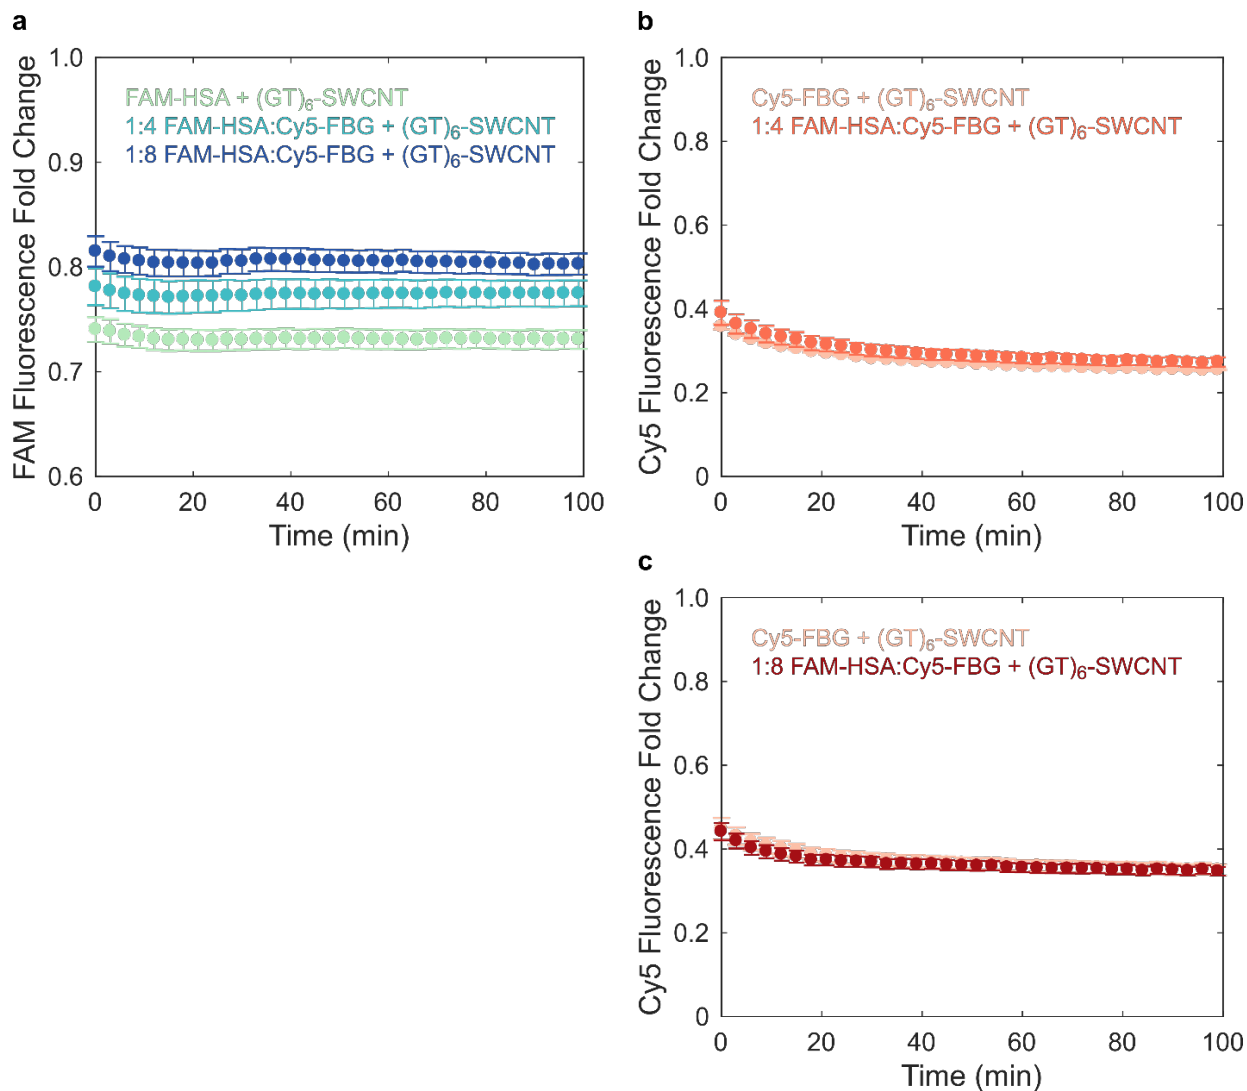 a
FAM Fluorescence Fold Change
1.0
0.9
0.8
0.7
0.6
FAM-HSA + (GT)₆-SWCNT
1:4 FAM-HSA:Cy5-FBG + (GT)₆-SWCNT
1:8 FAM-HSA:Cy5-FBG + (GT)₆-SWCNT
0 20 40 60 80 100
Time (min)
b
Cy5 Fluorescence Fold Change
1.0
0.8
0.6
0.4
0.2
0
Cy5-FBG + (GT)₆-SWCNT
1:4 FAM-HSA:Cy5-FBG + (GT)₆-SWCNT
0 20 40 60 80 100
Time (min)
c
Cy5 Fluorescence Fold Change
1.0
0.8
0.6
0.4
0.2
0
Cy5-FBG + (GT)₆-SWCNT
1:8 FAM-HSA:Cy5-FBG + (GT)₆-SWCNT
0 20 40 60 80 100
Time (min)